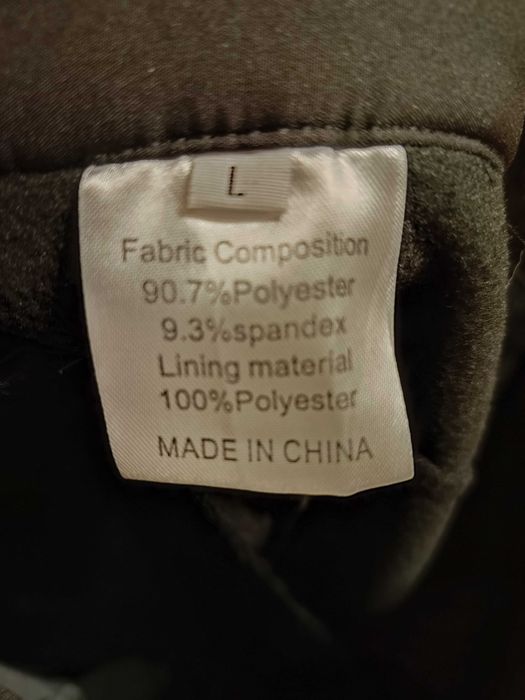 L
Fabric Composition
90.7%Polyester
9.3%spandex
Lining material
100%Polyester
MADE IN CHINA